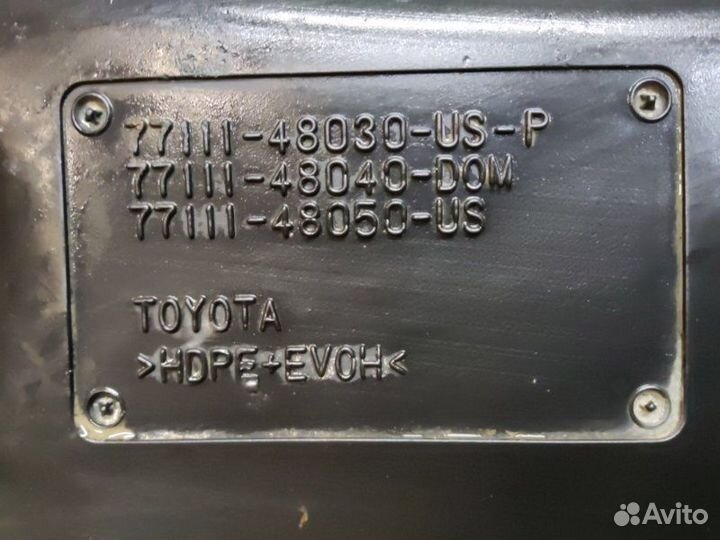 77111-48030-US-P
77111-48040-DOM
77111-48050-US
TOYOTA
>HDPE+EVOH<
Avito